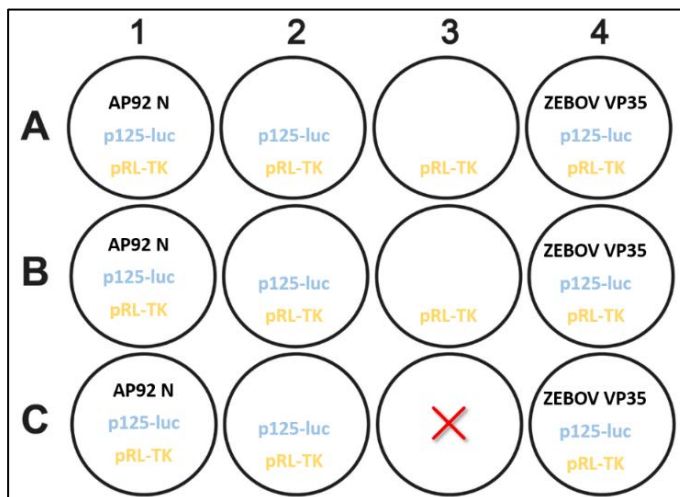 1 2 3 4
A
AP92 N ZEBOV VP35
p125-luc p125-luc p125-luc
pRL-TK pRL-TK pRL-TK pRL-TK
B
AP92 N ZEBOV VP35
p125-luc p125-luc p125-luc
pRL-TK pRL-TK pRL-TK pRL-TK
C
AP92 N ZEBOV VP35
p125-luc p125-luc p125-luc
pRL-TK pRL-TK pRL-TK